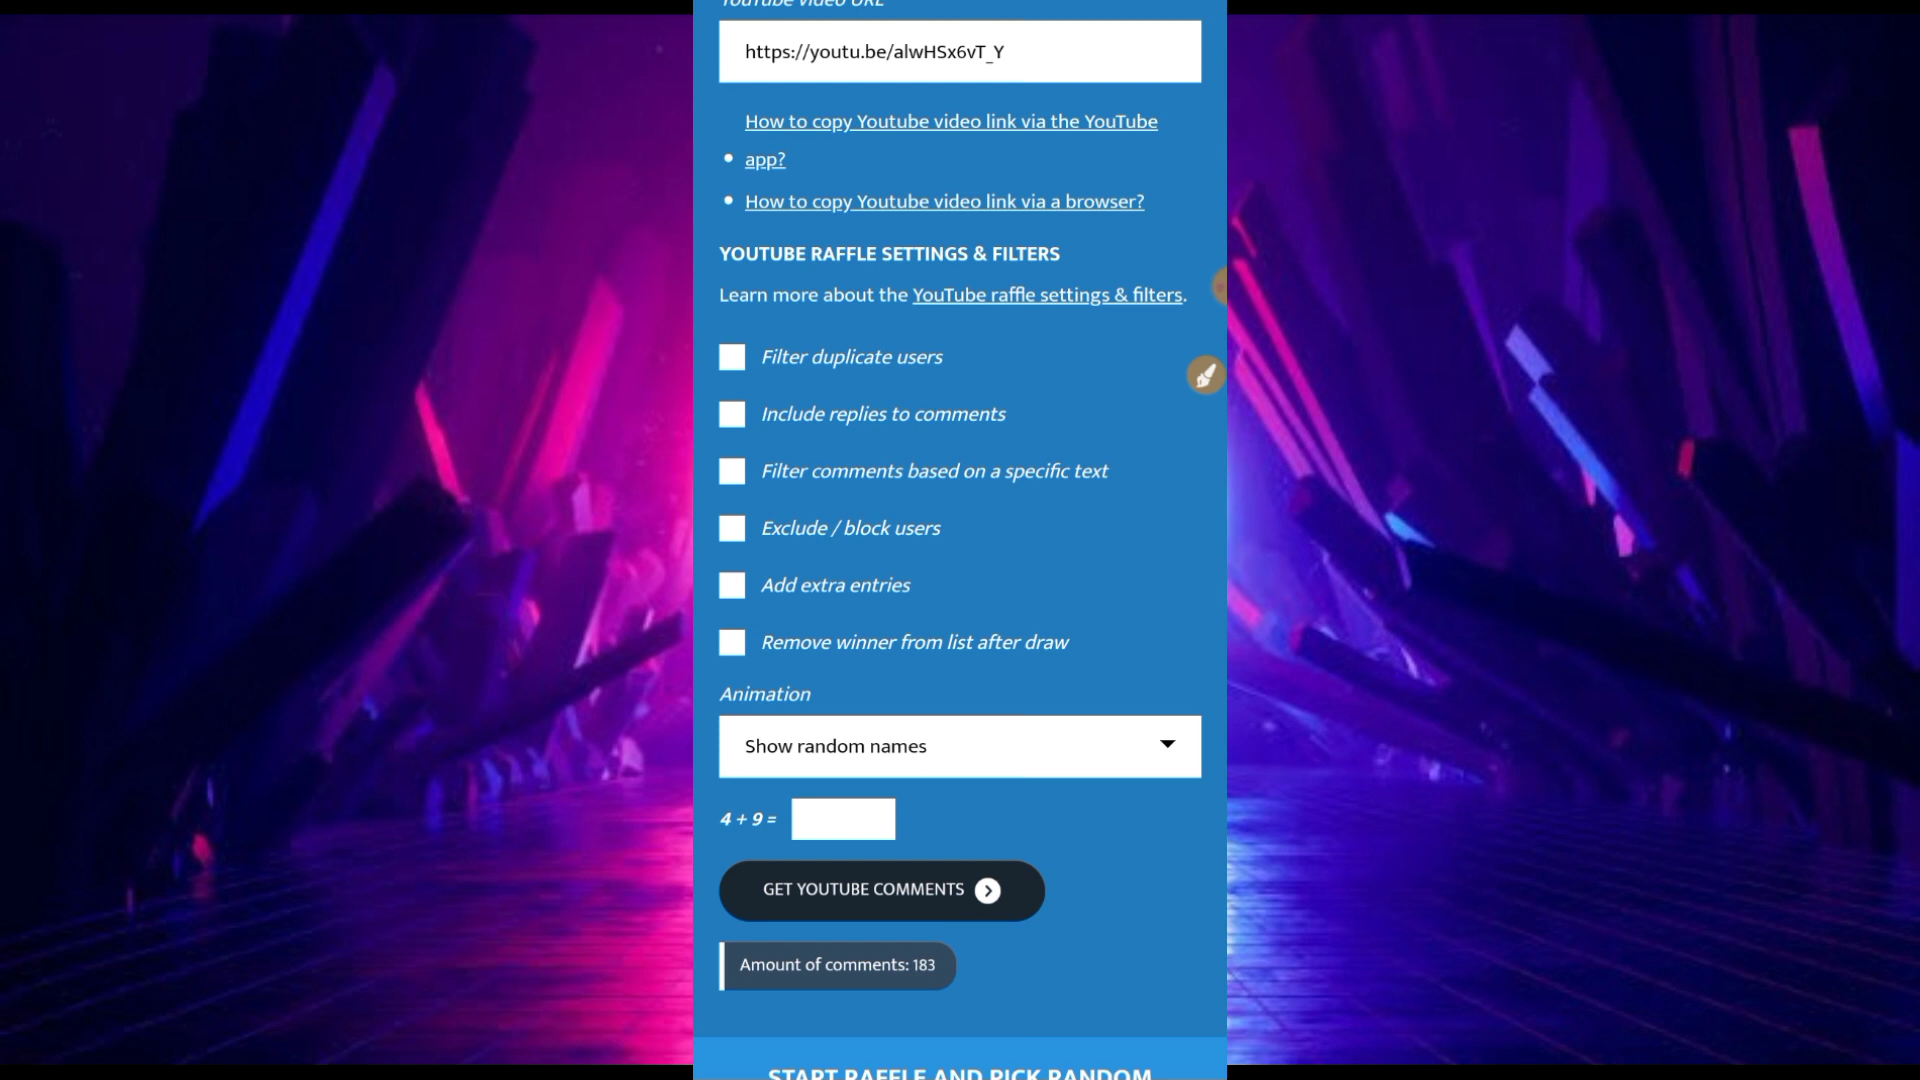 YouTube video URL
https://youtu.be/alwHSx6vT_Y
How to copy Youtube video link via the YouTube
app?
How to copy Youtube video link via a browser?
YOUTUBE RAFFLE SETTINGS & FILTERS
Learn more about the YouTube raffle settings & filters.
Filter duplicate users
Include replies to comments
Filter comments based on a specific text
Exclude / block users
Add extra entries
Remove winner from list after draw
Animation
Show random names
4 + 9 =
GET YOUTUBE COMMENTS
Amount of comments: 183
START RAFFLE AND PICK RANDOM